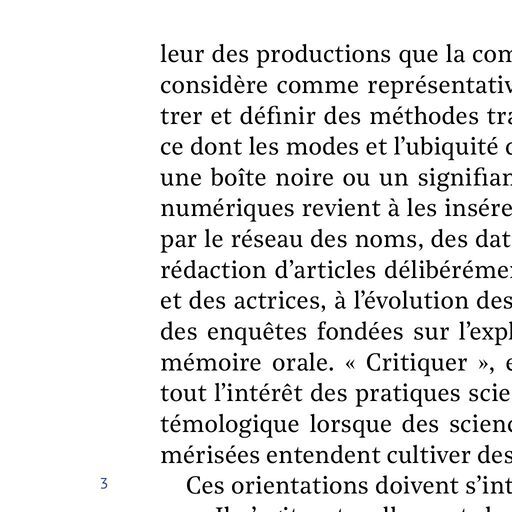 leur des productions que la com
considère comme représentativ
trer et définir des méthodes tra
ce dont les modes et l’ubiquité
une boîte noire ou un signifian
numériques revient à les insére
par le réseau des noms, des dat
rédaction d’articles délibéréme
et des actrices, à l’évolution des
des enquêtes fondées sur l’expl
mémoire orale. « Critiquer », e
tout l’intérêt des pratiques scie
témologique lorsque des scienc
mérisées entendent cultiver des
3 Ces orientations doivent s’int